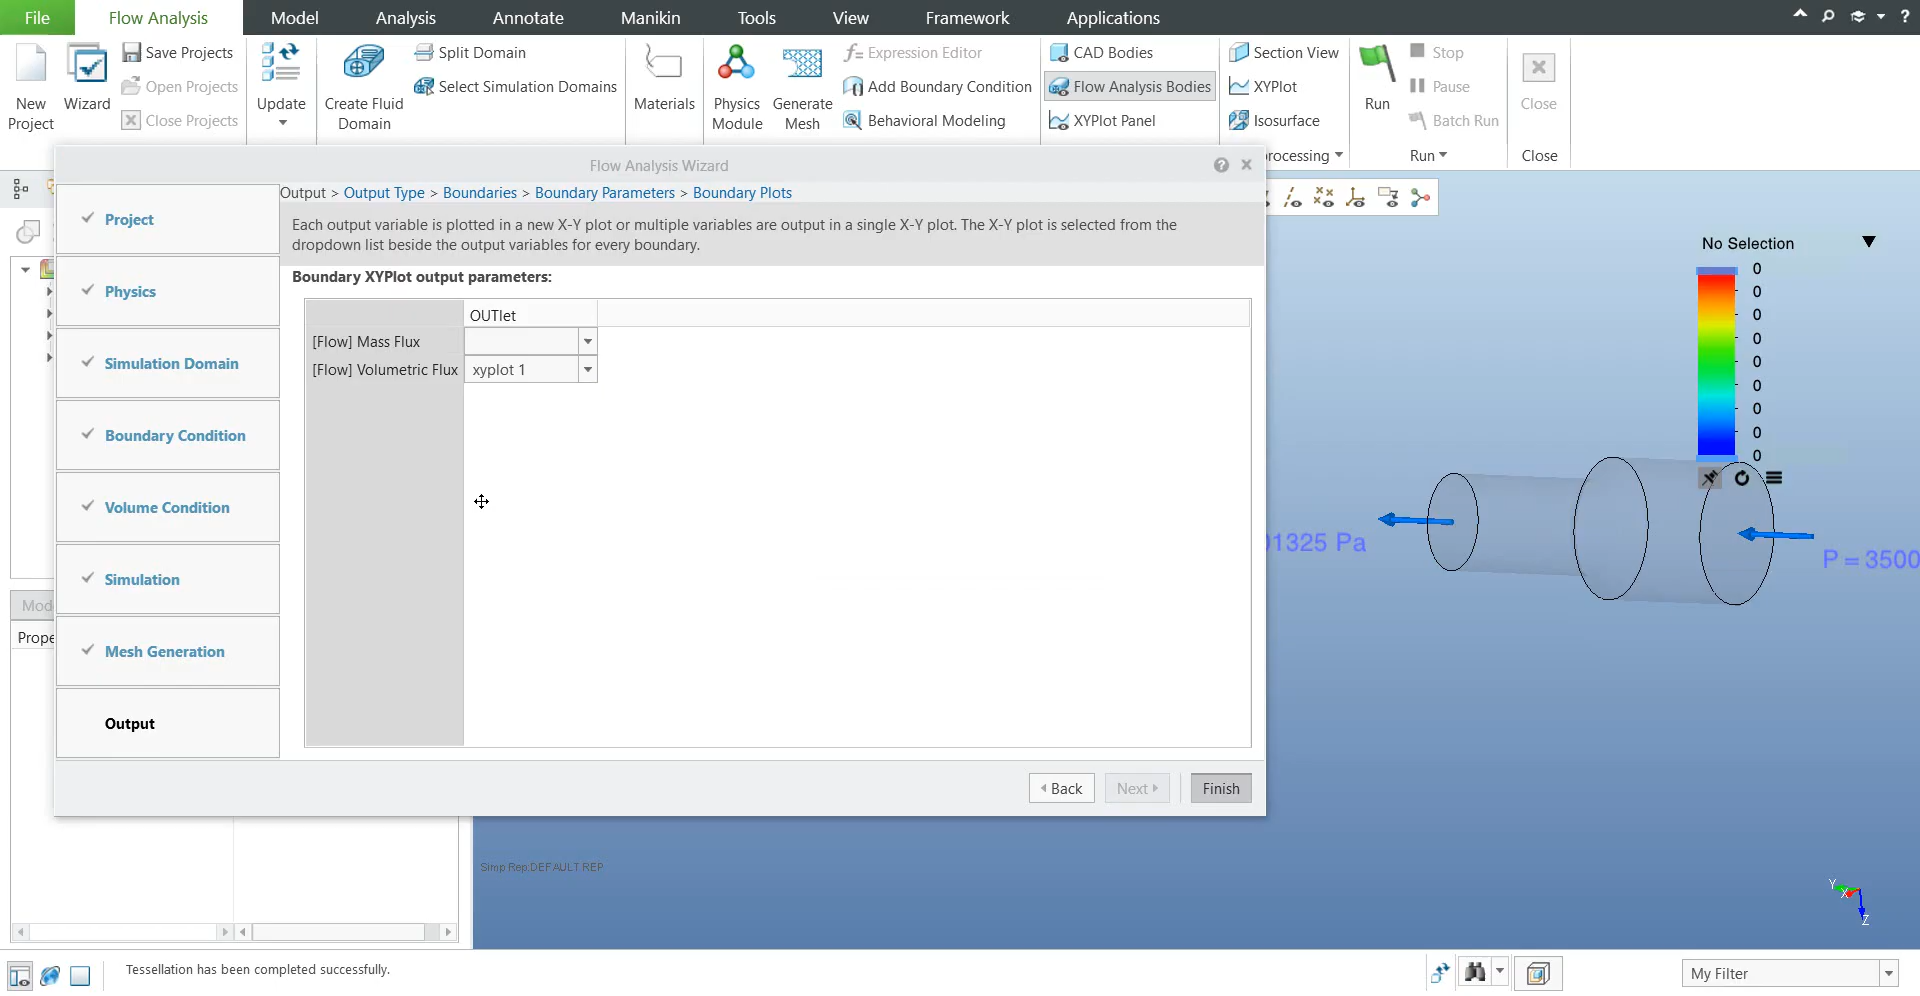 File Flow Analysis Model Analysis Annotate Manikin Tools View Framework Applications
New Project
Wizard
Save Projects
Open Projects
Close Projects
Update
Create Fluid Domain
Split Domain
Select Simulation Domains
Materials
Physics Module
Generate Mesh
Expression Editor
Add Boundary Condition
Behavioral Modeling
CAD Bodies
Flow Analysis Bodies
XYPlot Panel
Section View
XYPlot
Isosurface
rocessing
Run
Stop
Pause
Batch Run
Run
Close
Close
Flow Analysis Wizard
Output > Output Type > Boundaries > Boundary Parameters > Boundary Plots
Each output variable is plotted in a new X-Y plot or multiple variables are output in a single X-Y plot. The X-Y plot is selected from the
dropdown list beside the output variables for every boundary.
Boundary XYPlot output parameters:
OUTlet
[Flow] Mass Flux
[Flow] Volumetric Flux xyplot 1
Project
Physics
Simulation Domain
Boundary Condition
Volume Condition
Simulation
Mesh Generation
Output
Back Next Finish
Mod
Prope
No Selection
0
0
0
0
0
0
0
0
0
01325 Pa
P = 3500
Simp Rep:DEFAULT REP
Y
X
Z
Tessellation has been completed successfully.
My Filter